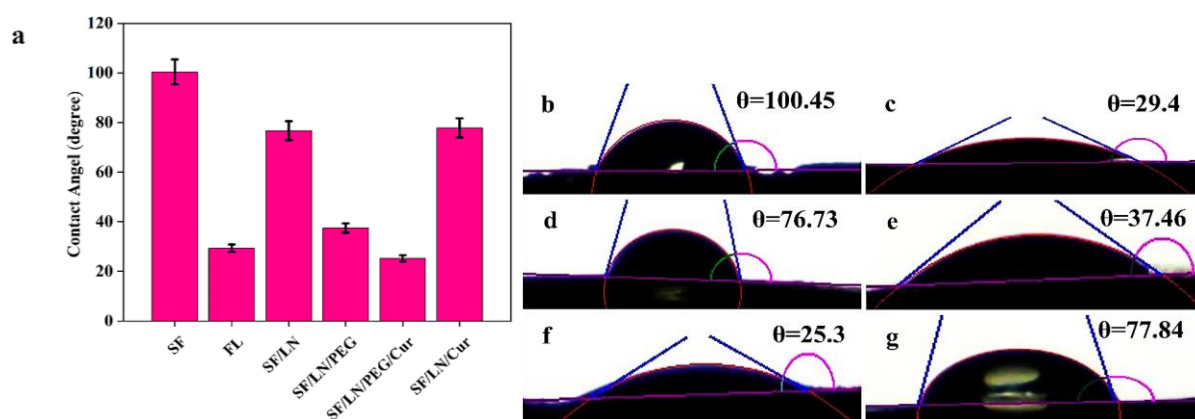 a
Contact Angel (degree)
120
100
80
60
40
20
0
SF
FL
SF/LN
SF/LN/PEG
SF/LN/PEG/Cur
SF/LN/Cur
b
θ=100.45
c
θ=29.4
d
θ=76.73
e
θ=37.46
f
θ=25.3
g
θ=77.84